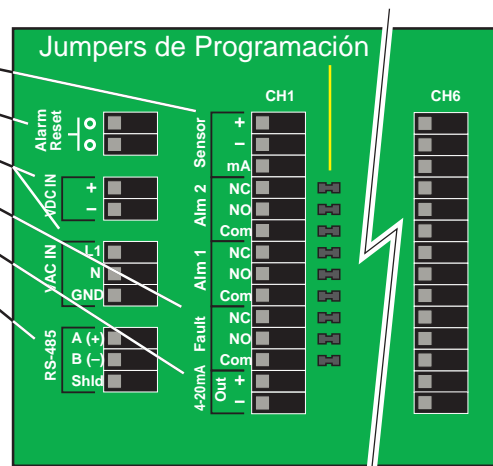 Jumpers de Programación
CH1
CH6
Alarm
Reset
VDC IN
+
–
VAC IN
L1
N
GND
RS-485
A (+)
B (–)
Shld
Sensor
+
–
mA
Alm 2
NC
NO
Com
Alm 1
NC
NO
Com
Fault
NC
NO
Com
4-20mA
Out
+
–